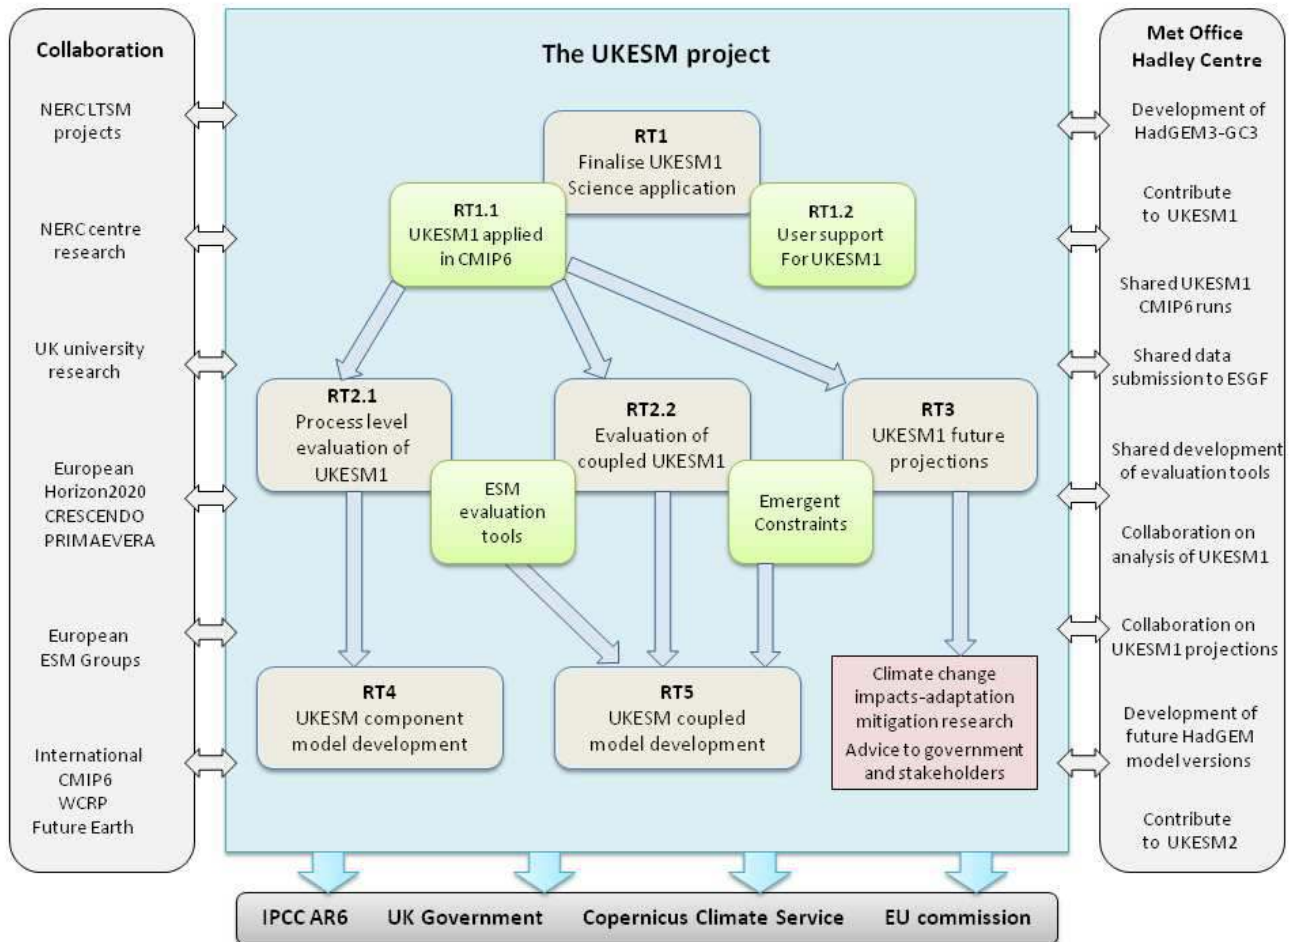 Collaboration
NERC LTSM
projects
NERC centre
research
UK university
research
European
Horizon2020
CRESCENDO
PRIMAEVERA
European
ESM Groups
International
CMIP6
WCRP
Future Earth
The UKESM project
RT1
Finalise UKESM1
Science application
RT1.1
UKESM1 applied
in CMIP6
RT1.2
User support
For UKESM1
RT2.1
Process level
evaluation of
UKESM1
RT2.2
Evaluation of
coupled UKESM1
RT3
UKESM1 future
projections
ESM
evaluation
tools
Emergent
Constraints
RT4
UKESM component
model development
RT5
UKESM coupled
model development
Climate change
impacts-adaptation
mitigation research
Advice to government
and stakeholders
Met Office
Hadley Centre
Development of
HadGEM3-GC3
Contribute
to UKESM1
Shared UKESM1
CMIP6 runs
Shared data
submission to ESGF
Shared development
of evaluation tools
Collaboration on
analysis of UKESM1
Collaboration on
UKESM1 projections
Development of
future HadGEM
model versions
Contribute
to UKESM2
IPCC AR6 UK Government Copernicus Climate Service EU commission